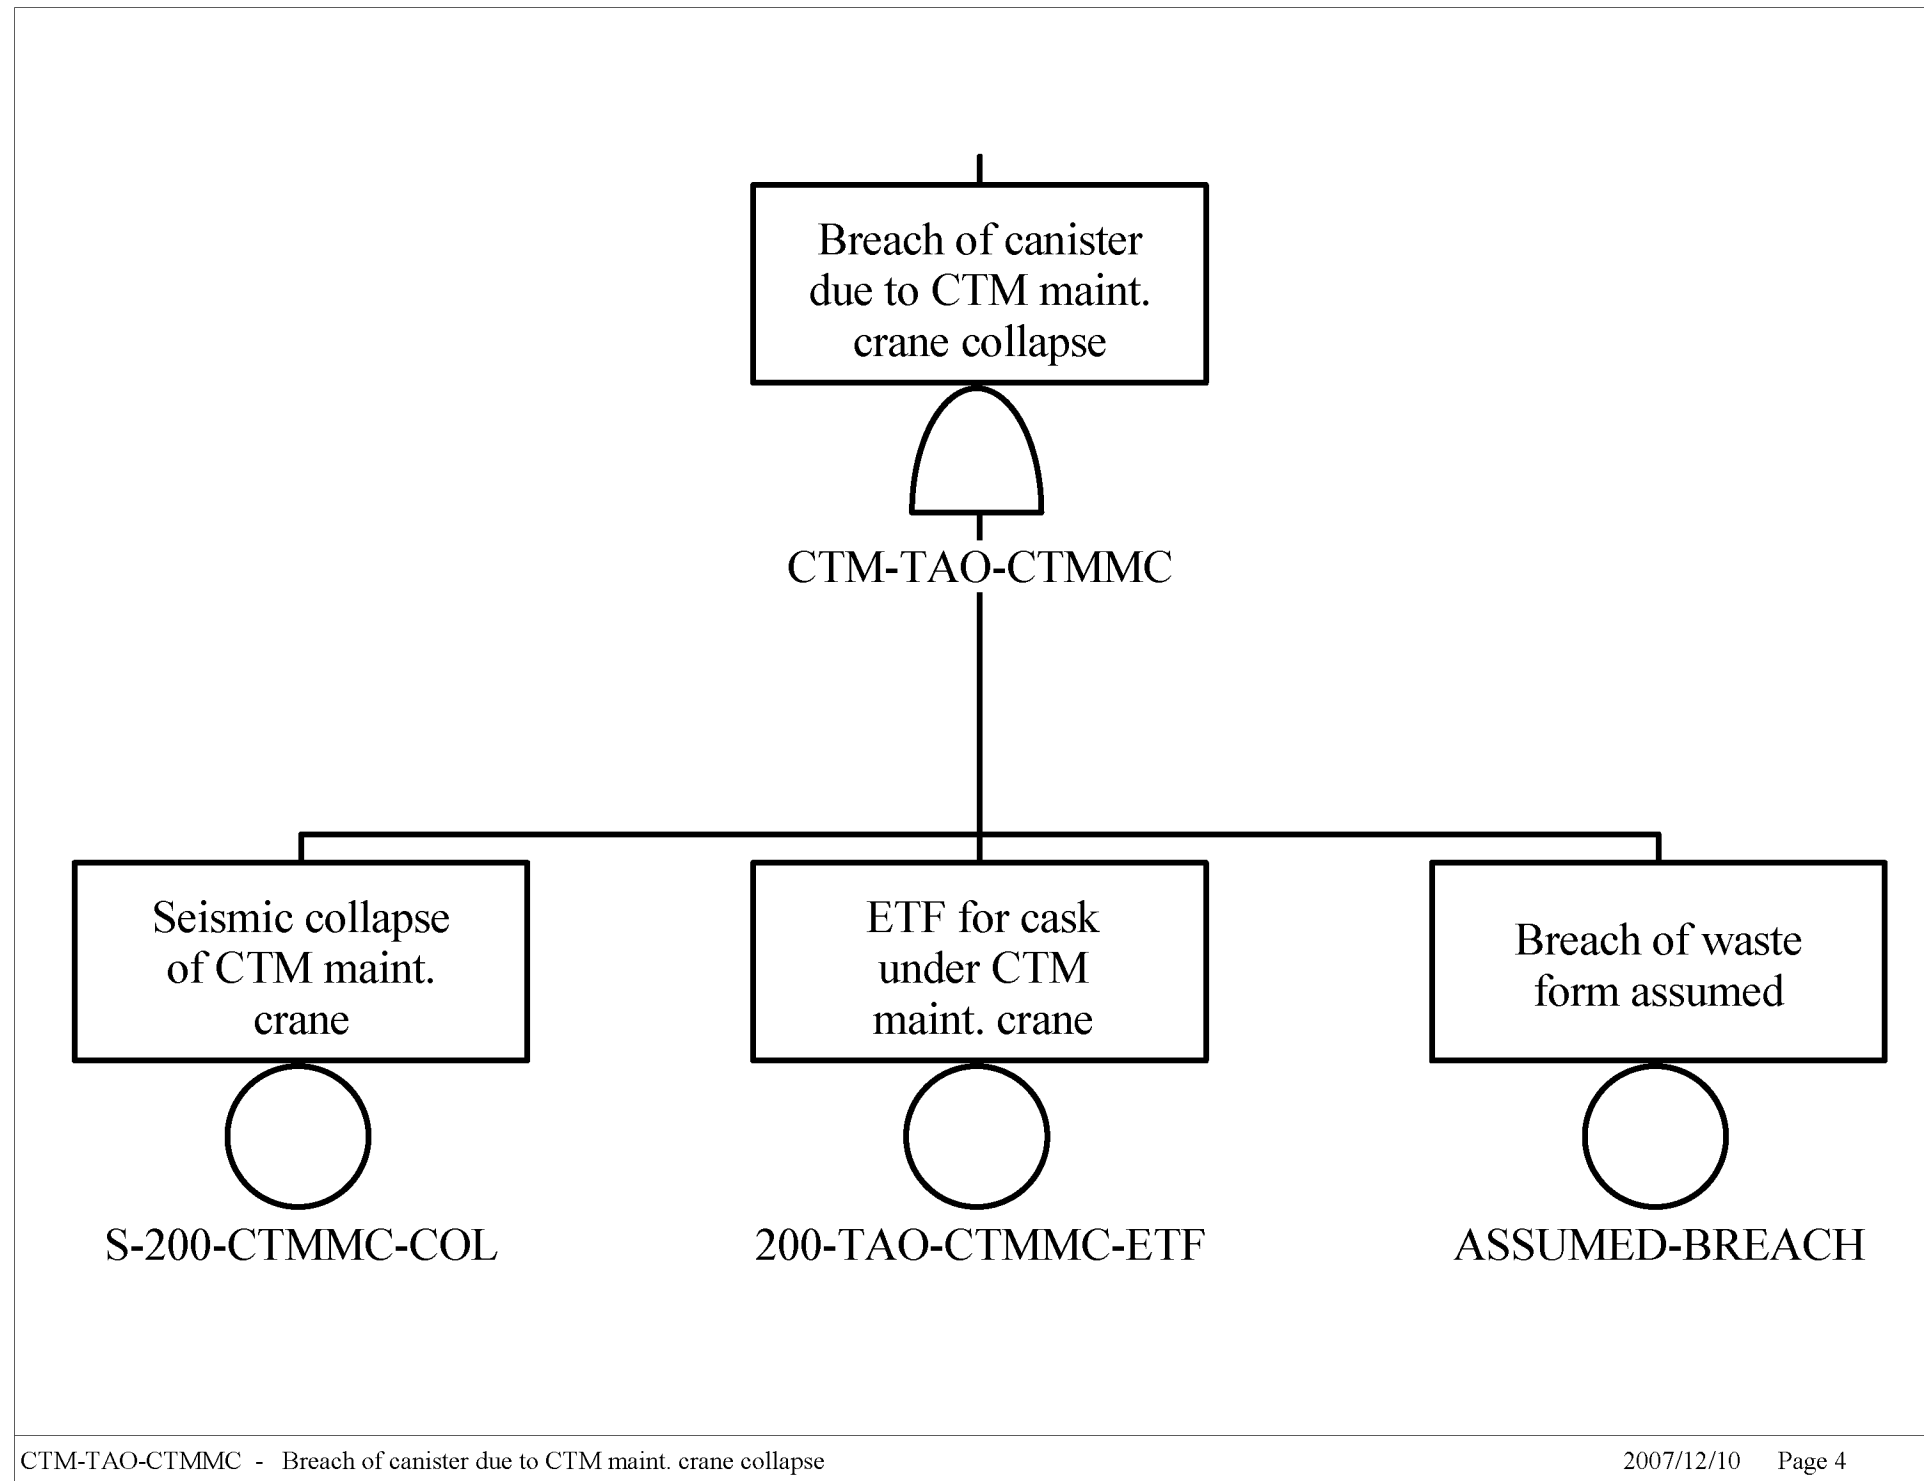 Breach of canister
due to CTM maint.
crane collapse
CTM-TAO-CTMMC
Seismic collapse
of CTM maint.
crane
S-200-CTMMC-COL
ETF for cask
under CTM
maint. crane
200-TAO-CTMMC-ETF
Breach of waste
form assumed
ASSUMED-BREACH
CTM-TAO-CTMMC - Breach of canister due to CTM maint. crane collapse
2007/12/10 Page 4